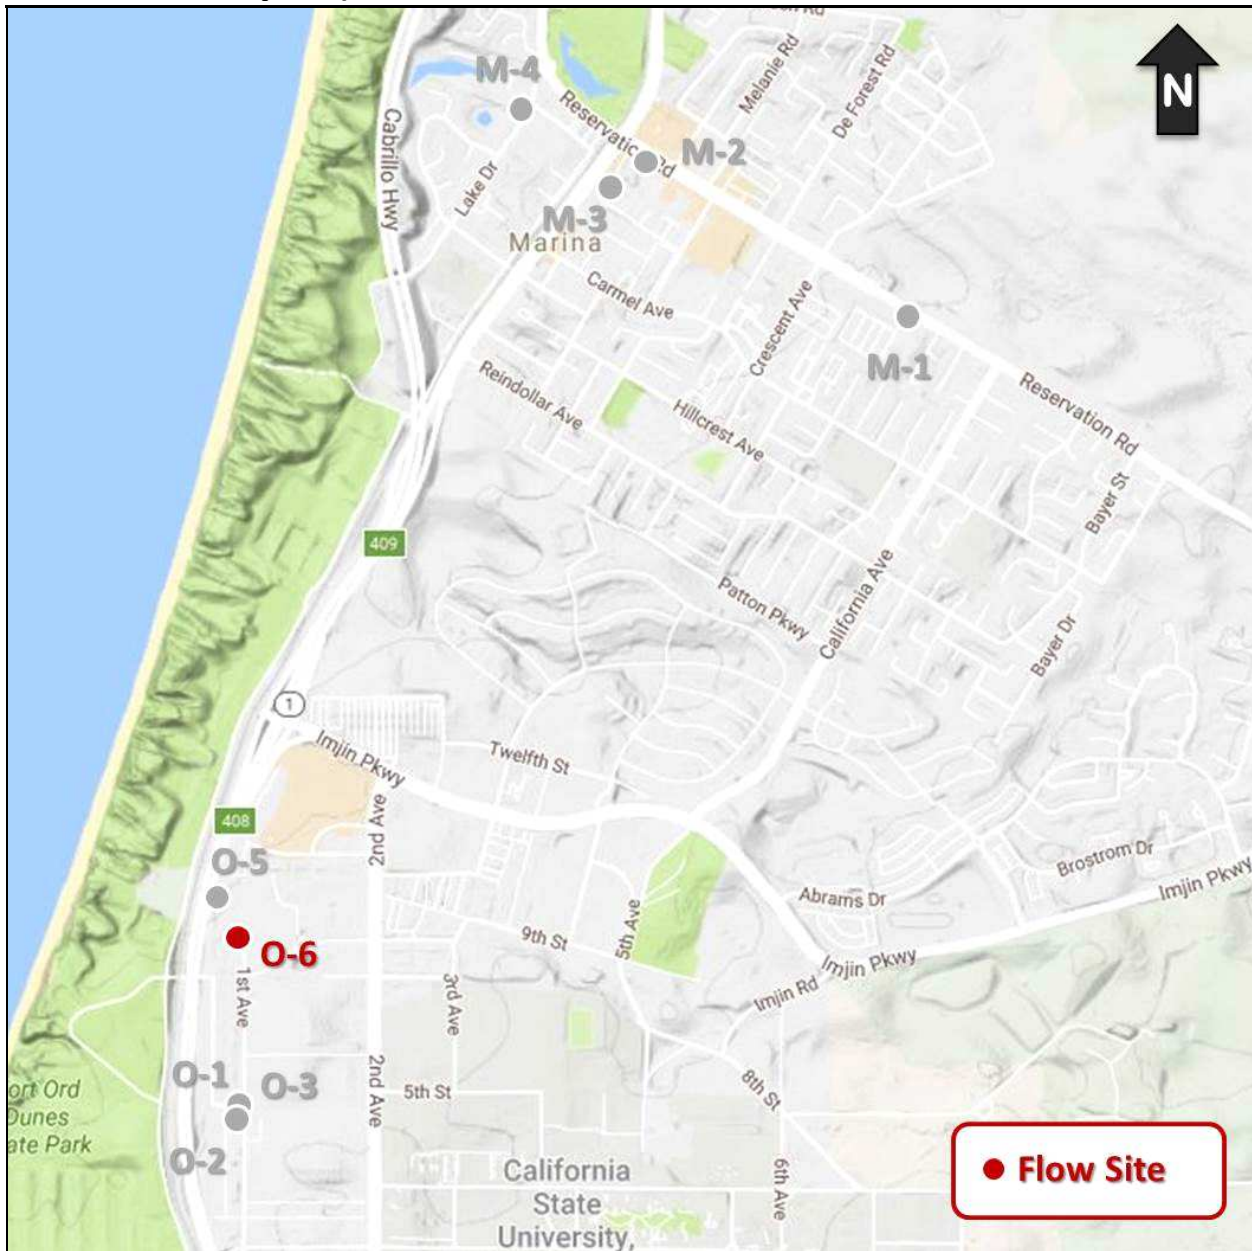 M-4
N
Melanie Rd
De Forest Rd
Reservation Rd
M-2
Cabrillo Hwy
Lake Dr
M-3
Marina
Carmel Ave
Crescent Ave
M-1
Reindollar Ave
Hillcrest Ave
Reservation Rd
Bayer St
409
California Ave
Patton Pkwy
Bayer Dr
1
Imjin Pkwy
Twelfth St
408
2nd Ave
O-5
Brostrom Dr
Imjin Pkwy
Abrams Dr
O-6
9th St
5th Ave
Imjin Pkwy
Imjin Rd
1st Ave
3rd Ave
O-1
O-3
5th St
2nd Ave
8th St
ort Ord
Dunes
ate Park
O-2
6th Ave
California
State
University,
Flow Site